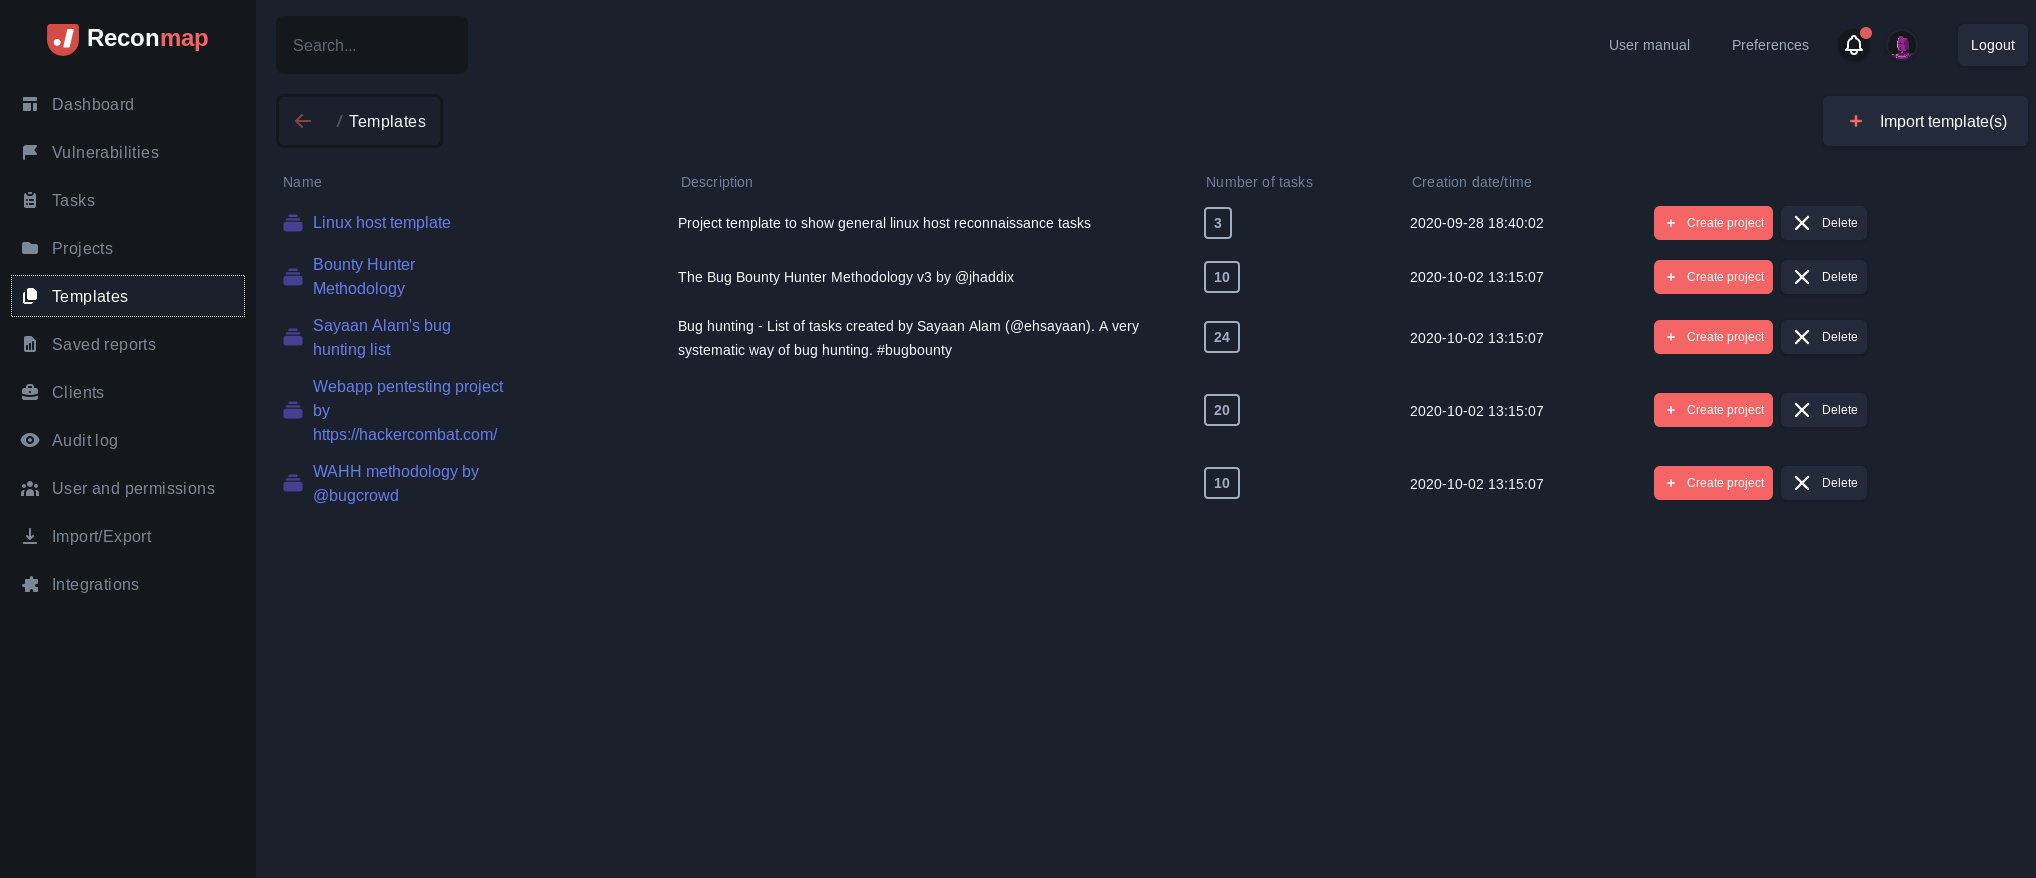 Reconmap
Dashboard
Vulnerabilities
Tasks
Projects
Templates
Saved reports
Clients
Audit log
User and permissions
Import/Export
Integrations
Search...
User manual
Preferences
Logout
/ Templates
+ Import template(s)
Name Description Number of tasks Creation date/time
Linux host template Project template to show general linux host reconnaissance tasks 3 2020-09-28 18:40:02 + Create project Delete
Bounty Hunter
Methodology
The Bug Bounty Hunter Methodology v3 by @jhaddix 10 2020-10-02 13:15:07 + Create project Delete
Sayaan Alam's bug
hunting list
Bug hunting - List of tasks created by Sayaan Alam (@ehsayaan). A very
systematic way of bug hunting. #bugbounty
24 2020-10-02 13:15:07 + Create project Delete
Webapp pentesting project
by
https://hackercombat.com/
20 2020-10-02 13:15:07 + Create project Delete
WAHH methodology by
@bugcrowd
10 2020-10-02 13:15:07 + Create project Delete